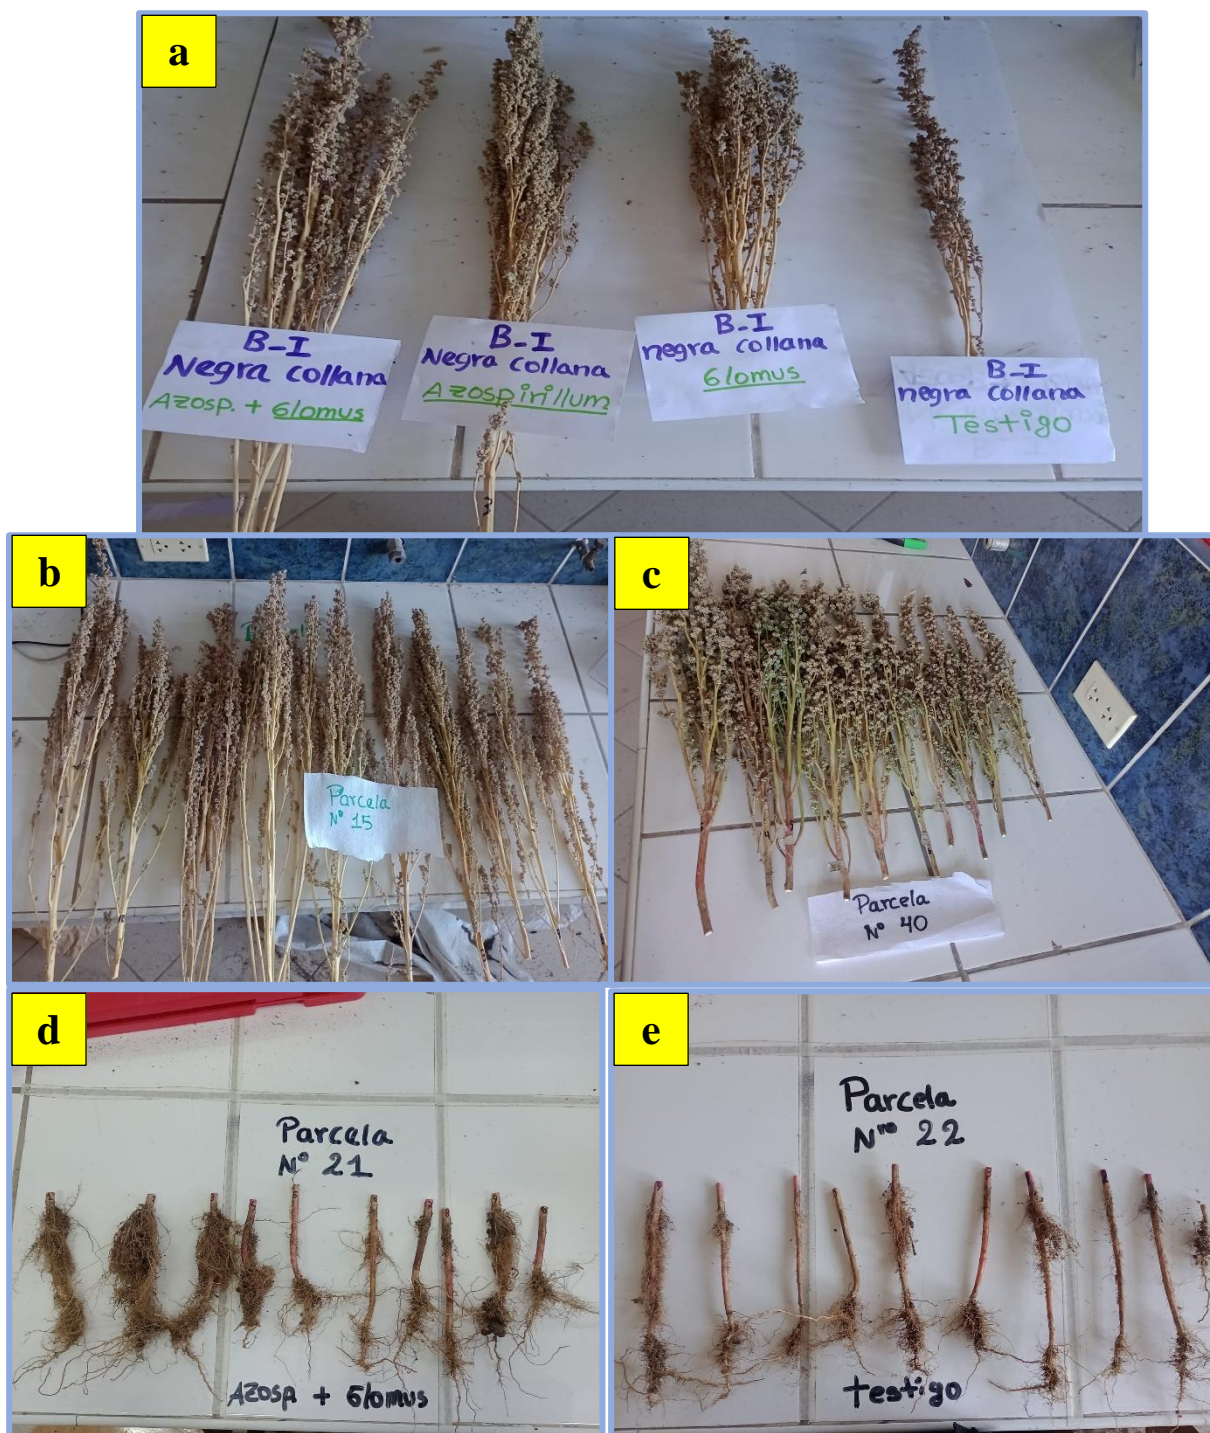 a
B-I
Negra collana
Azosp. + Glomus
B-I
Negra collana
Azospirillum
B-I
negra collana
Glomus
B-I
negra collana
Testigo
b
Parcela
N° 15
c
Parcela
N° 40
d
Parcela
N° 21
Azosp + Glomus
e
Parcela
Nro 22
testigo